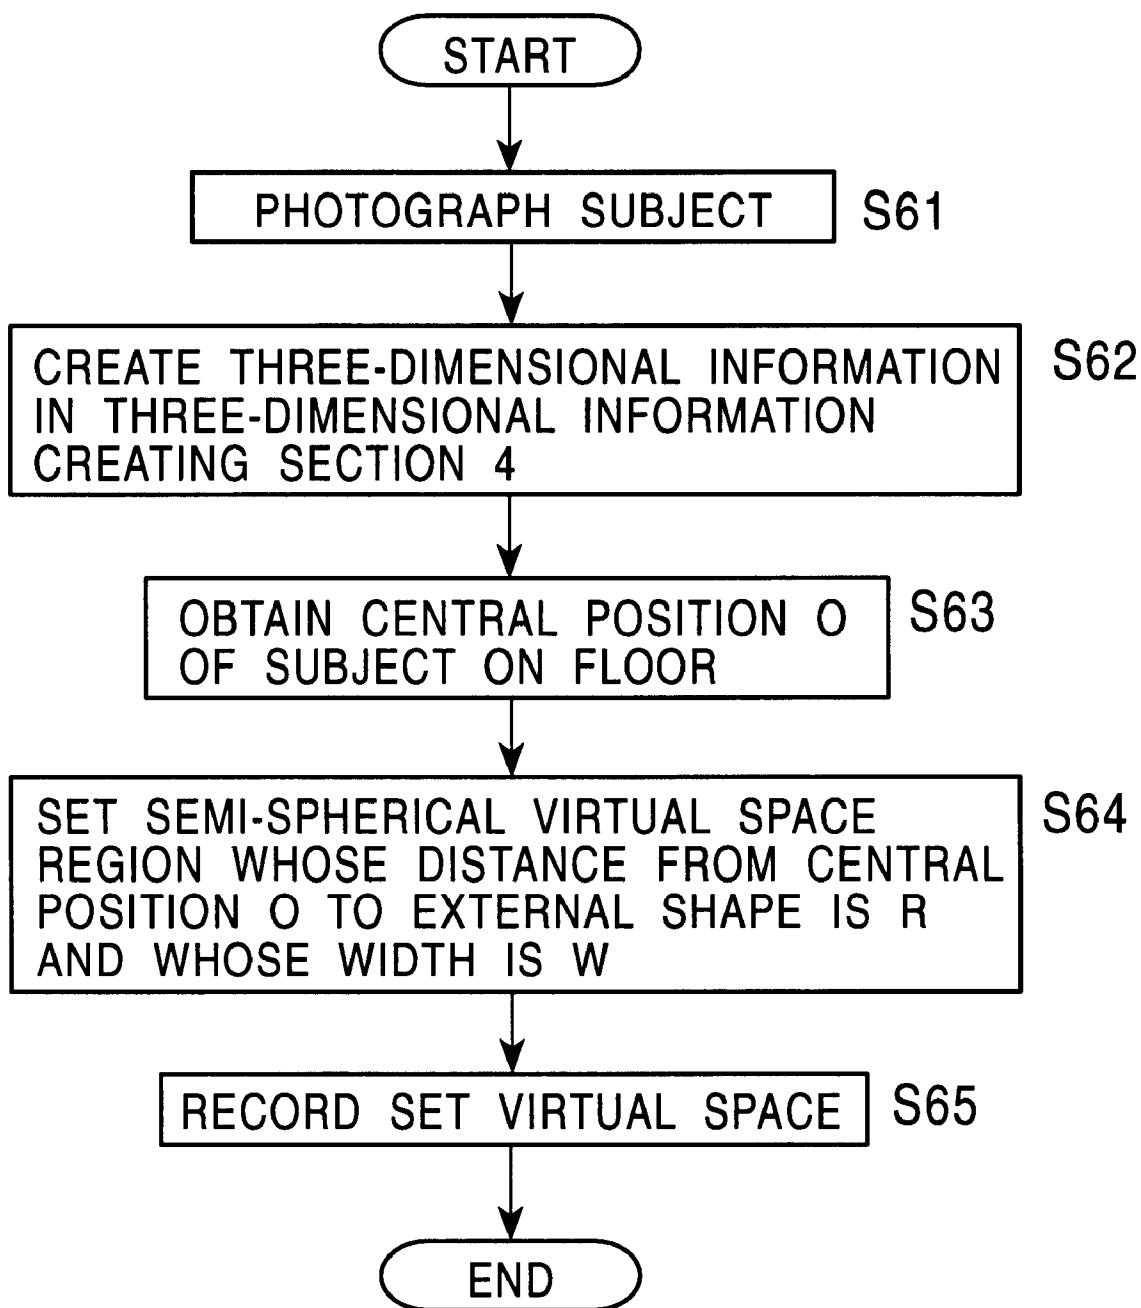 START
PHOTOGRAPH SUBJECT
S61
CREATE THREE-DIMENSIONAL INFORMATION
IN THREE-DIMENSIONAL INFORMATION
CREATING SECTION 4
S62
OBTAIN CENTRAL POSITION O
OF SUBJECT ON FLOOR
S63
SET SEMI-SPHERICAL VIRTUAL SPACE
REGION WHOSE DISTANCE FROM CENTRAL
POSITION O TO EXTERNAL SHAPE IS R
AND WHOSE WIDTH IS W
S64
RECORD SET VIRTUAL SPACE
S65
END